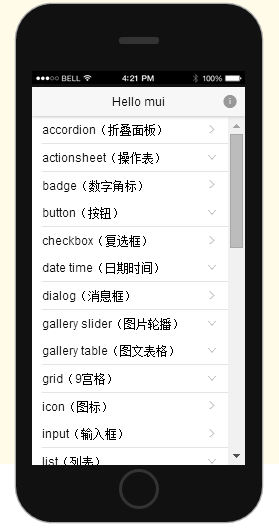 BELL 4:21 PM 100%
Hello mui
accordion（折叠面板）
actionsheet（操作表）
badge（数字角标）
button（按钮）
checkbox（复选框）
date time（日期时间）
dialog（消息框）
gallery slider（图片轮播）
gallery table（图文表格）
grid（9宫格）
icon（图标）
input（输入框）
list（列表）